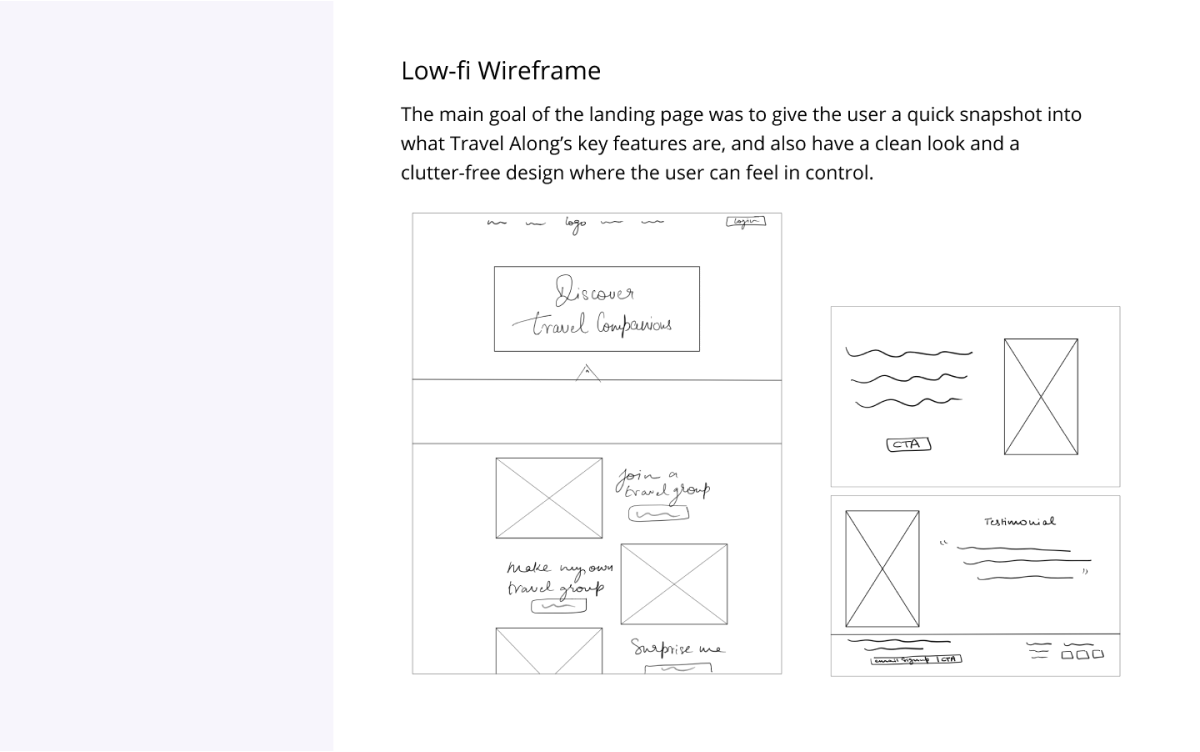 Low-fi Wireframe
The main goal of the landing page was to give the user a quick snapshot into
what Travel Along’s key features are, and also have a clean look and a
clutter-free design where the user can feel in control.
logo
Login
Discover
travel Companions
Join a
travel group
Make my own
travel group
Surprise me
CTA
Testimonial
“
”
email signup CTA